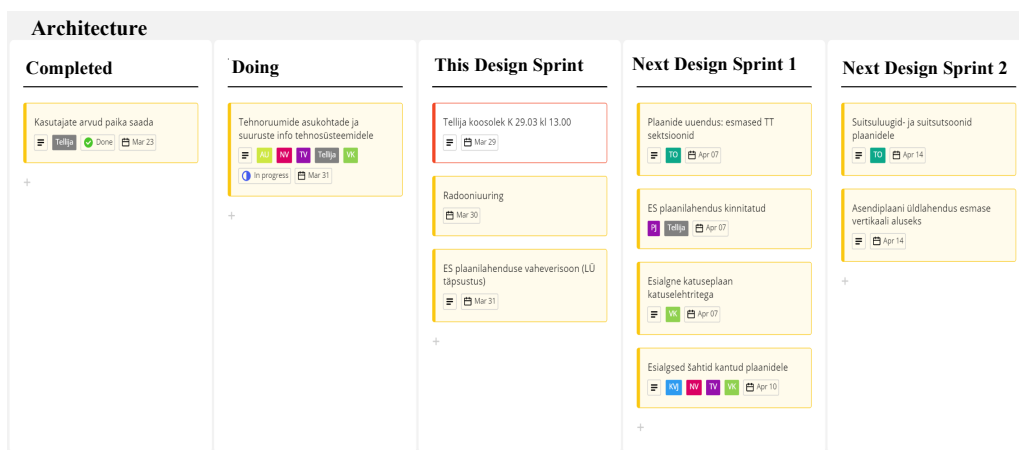 Architecture
Completed
Kasutajate arvud paika saada
Tellija Done Mar 23
+
Doing
Tehnoruumide asukohtade ja
suuruste info tehnosüsteemidele
AU NV TV Tellija VK
In progress Mar 31
+
This Design Sprint
Tellija koosolek K 29.03 kl 13.00
Mar 29
Radooniuuring
Mar 30
ES plaanilahenduse vaheverisoon (LÜ
täpsustus)
Mar 31
+
Next Design Sprint 1
Plaanide uuendus: esmased TT
sektsioonid
TO Apr 07
ES plaanilahendus kinnitatud
PJ Tellija Apr 07
Esialgne katuseplaan
katuselehtritega
VK Apr 07
Esialgsed šahtid kantud plaanidele
KVJ NV TV VK Apr 10
+
Next Design Sprint 2
Suitsuluugid- ja suitsutsoonid
plaanidele
TO Apr 14
Asendiplaani üldlahendus esmase
vertikaali aluseks
Apr 14
+